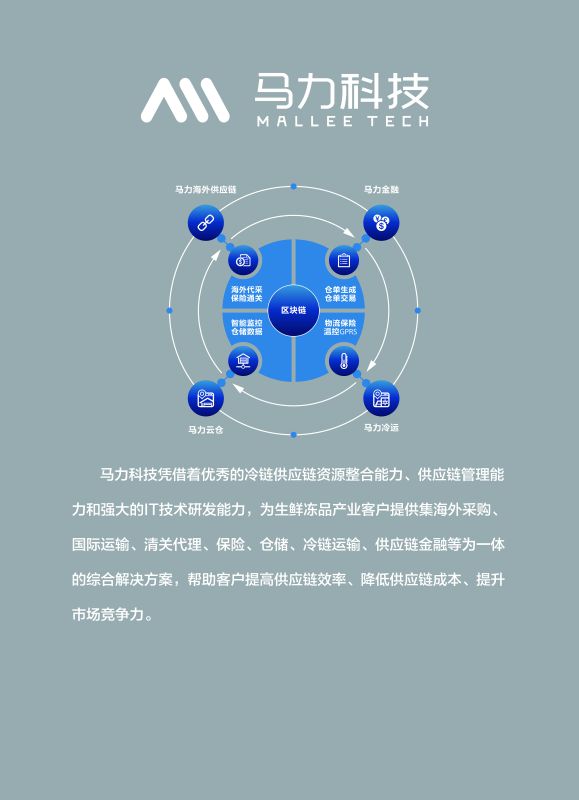 马力科技
MALLEE TECH
马力海外供应链
马力金融
海外代采
保险通关
仓单生成
仓单交易
区块链
智能监控
仓储数据
物流保险
温控GPRS
马力云仓
马力冷运
马力科技凭借着优秀的冷链供应链资源整合能力、供应链管理能
力和强大的IT技术研发能力，为生鲜冻品产业客户提供集海外采购、
国际运输、清关代理、保险、仓储、冷链运输、供应链金融等为一体
的综合解决方案，帮助客户提高供应链效率、降低供应链成本、提升
市场竞争力。